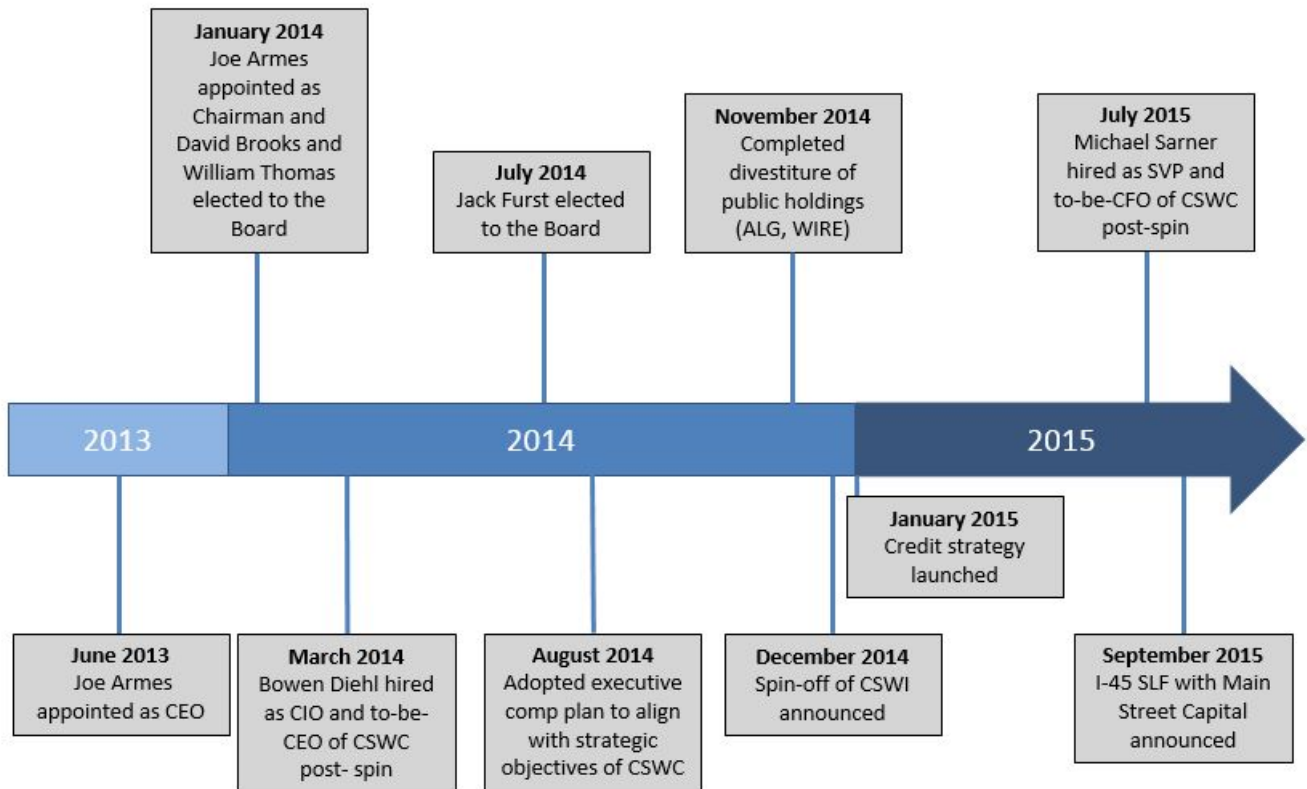 January 2014
Joe Armes
appointed as
Chairman and
David Brooks and
William Thomas
elected to the
Board
July 2014
Jack Furst elected
to the Board
November 2014
Completed
divestiture of
public holdings
(ALG, WIRE)
July 2015
Michael Sarner
hired as SVP and
to-be-CFO of CSWC
post-spin
2013
2014
2015
January 2015
Credit strategy
launched
June 2013
Joe Armes
appointed as CEO
March 2014
Bowen Diehl hired
as CIO and to-be-
CEO of CSWC
post- spin
August 2014
Adopted executive
comp plan to align
with strategic
objectives of CSWC
December 2014
Spin-off of CSWI
announced
September 2015
I-45 SLF with Main
Street Capital
announced